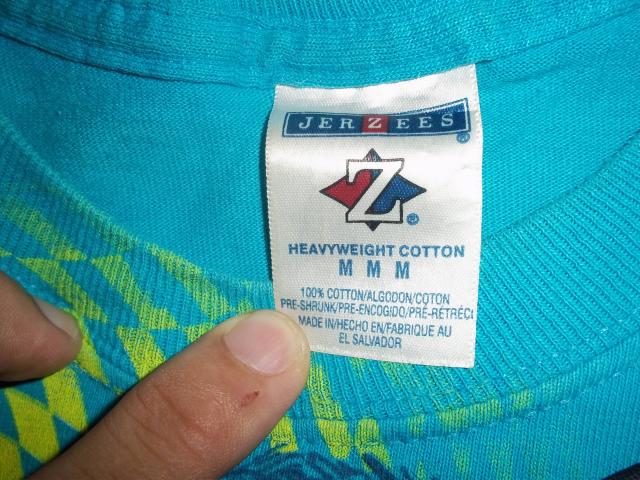 JERZEES®
Z®
HEAVYWEIGHT COTTON
M M M
100% COTTON/ALGODON/COTON
PRE-SHRUNK/PRE-ENCOGIDO/PRÉ-RÉTRÉCI
MADE IN/HECHO EN/FABRIQUE AU
EL SALVADOR